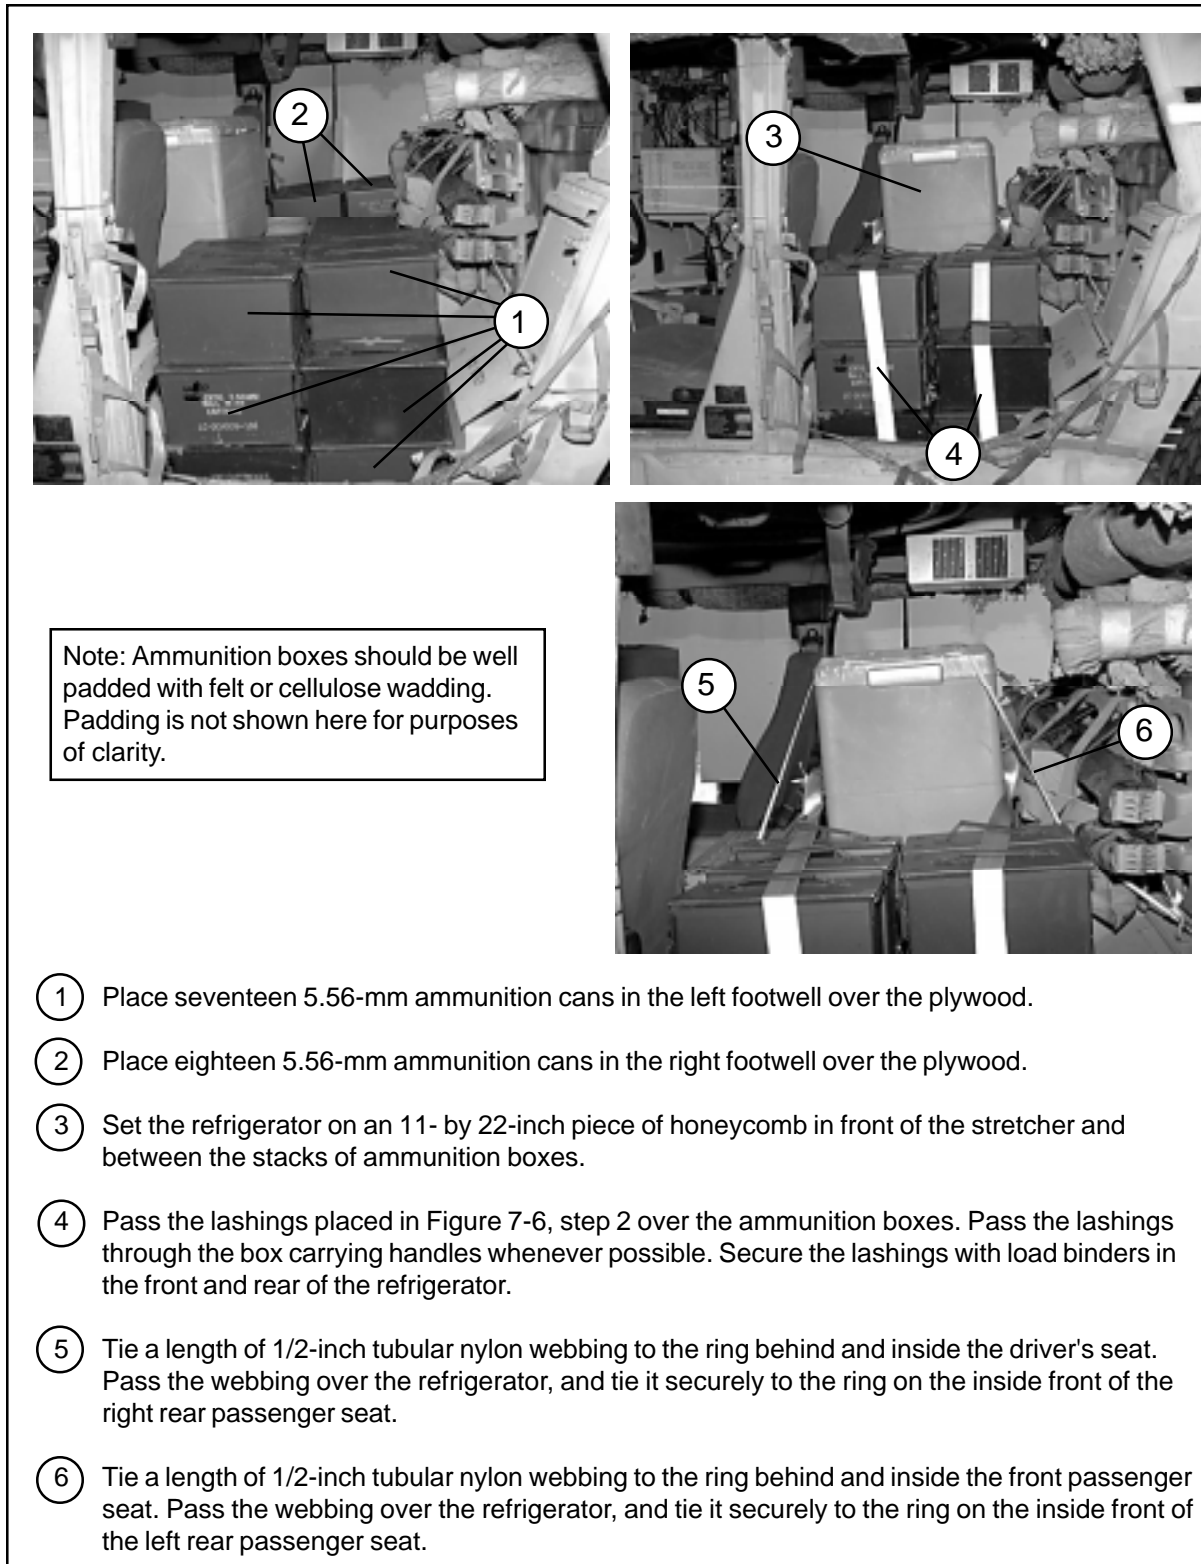 2
1
3
4
5
6
Note: Ammunition boxes should be well
padded with felt or cellulose wadding.
Padding is not shown here for purposes
of clarity.
1 Place seventeen 5.56-mm ammunition cans in the left footwell over the plywood.
2 Place eighteen 5.56-mm ammunition cans in the right footwell over the plywood.
3 Set the refrigerator on an 11- by 22-inch piece of honeycomb in front of the stretcher and
between the stacks of ammunition boxes.
4 Pass the lashings placed in Figure 7-6, step 2 over the ammunition boxes. Pass the lashings
through the box carrying handles whenever possible. Secure the lashings with load binders in
the front and rear of the refrigerator.
5 Tie a length of 1/2-inch tubular nylon webbing to the ring behind and inside the driver's seat.
Pass the webbing over the refrigerator, and tie it securely to the ring on the inside front of the
right rear passenger seat.
6 Tie a length of 1/2-inch tubular nylon webbing to the ring behind and inside the front passenger
seat. Pass the webbing over the refrigerator, and tie it securely to the ring on the inside front of
the left rear passenger seat.